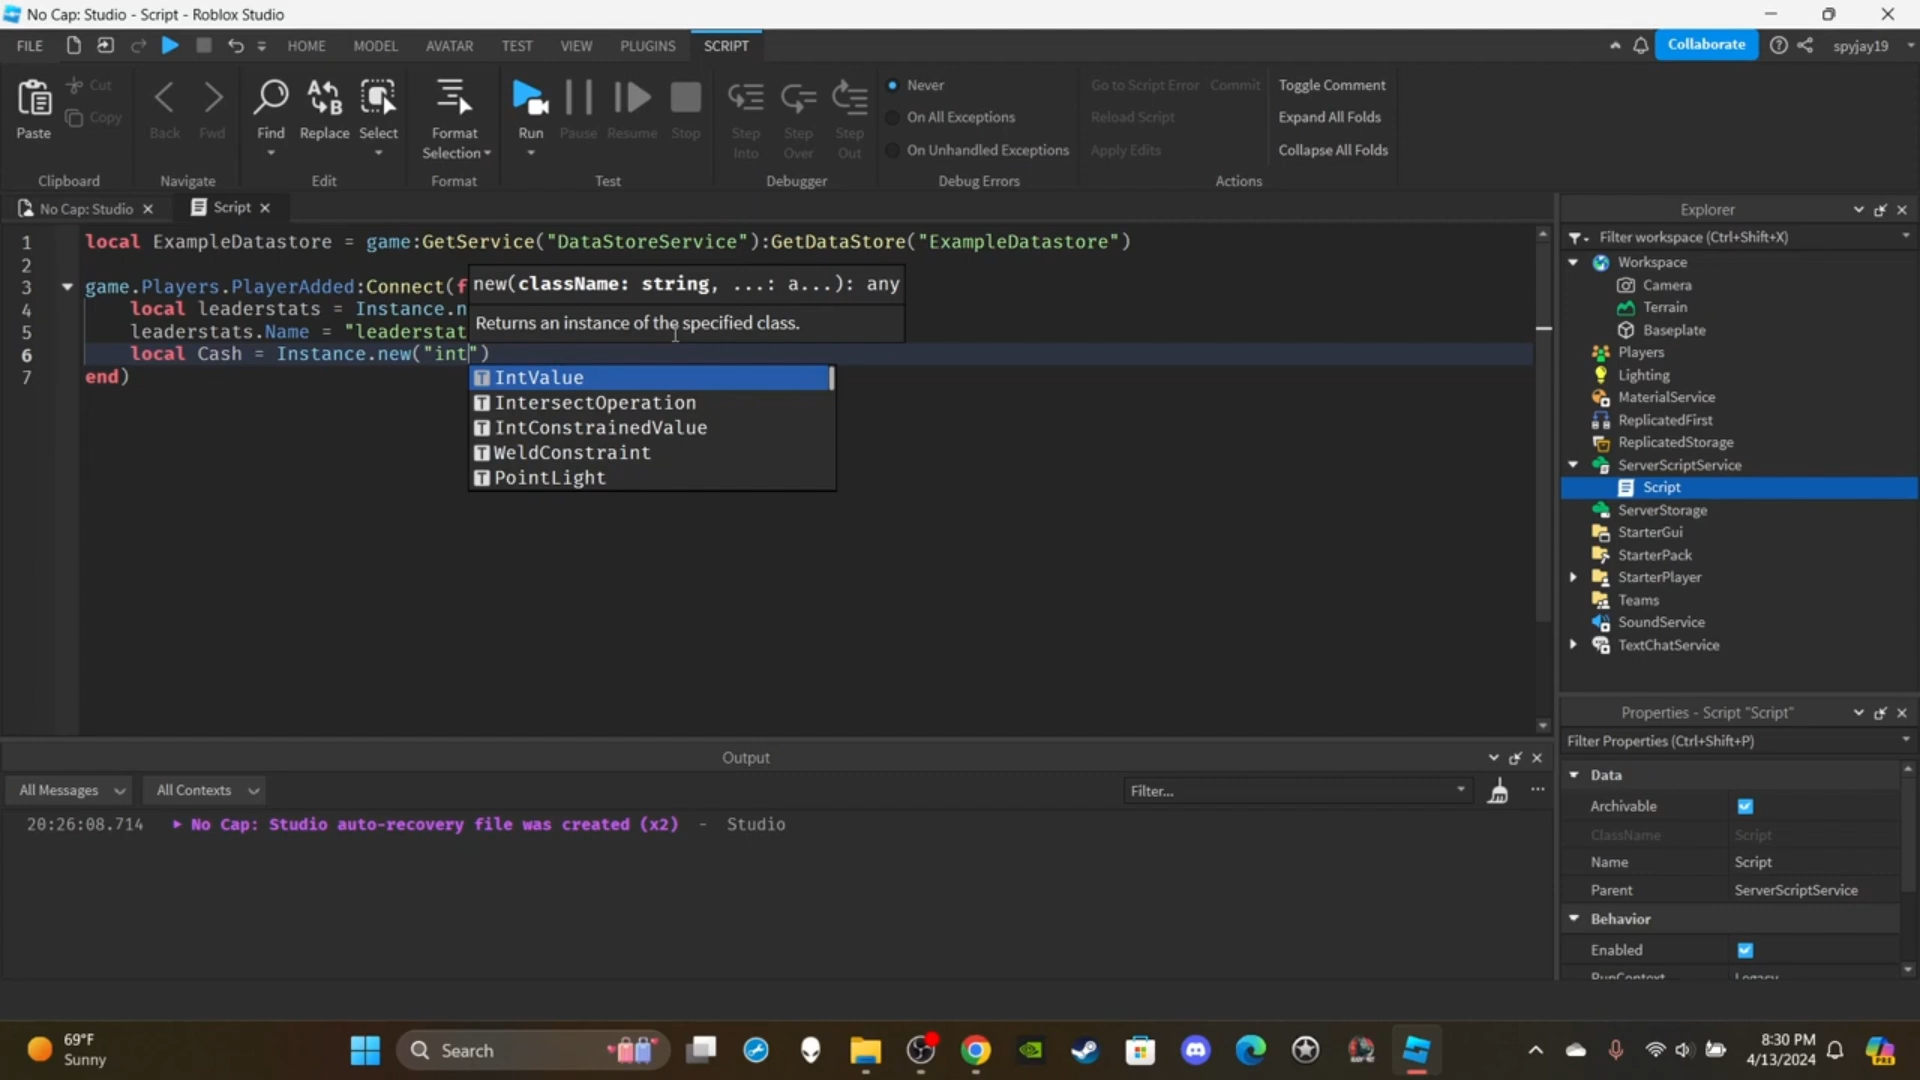 No Cap: Studio - Script - Roblox Studio
FILE HOME MODEL AVATAR TEST VIEW PLUGINS SCRIPT Collaborate spyjay19
Paste Cut Copy Clipboard
Back Fwd Navigate
Find Replace Select Edit
Format Selection Format
Run Pause Resume Stop Test
Step Into Step Over Step Out Debugger
Never
On All Exceptions
On Unhandled Exceptions
Debug Errors
Go to Script Error Commit
Reload Script
Apply Edits
Toggle Comment
Expand All Folds
Collapse All Folds
Actions
No Cap: Studio Script
1 local ExampleDatastore = game:GetService("DataStoreService"):GetDataStore("ExampleDatastore")
2
3 game.Players.PlayerAdded:Connect(f
4 local leaderstats = Instance.n
5 leaderstats.Name = "leaderstat
6 local Cash = Instance.new("int")
7 end)
new(className: string, ...: a...): any
Returns an instance of the specified class.
IntValue
IntersectOperation
IntConstrainedValue
WeldConstraint
PointLight
Output
All Messages All Contexts Filter...
20:26:08.714 No Cap: Studio auto-recovery file was created (x2) - Studio
Explorer
Filter workspace (Ctrl+Shift+X)
Workspace
Camera
Terrain
Baseplate
Players
Lighting
MaterialService
ReplicatedFirst
ReplicatedStorage
ServerScriptService
Script
ServerStorage
StarterGui
StarterPack
StarterPlayer
Teams
SoundService
TextChatService
Properties - Script "Script"
Filter Properties (Ctrl+Shift+P)
Data
Archivable
ClassName Script
Name Script
Parent ServerScriptService
Behavior
Enabled
RunContext Legacy
69°F
Sunny
Search
8:30 PM
4/13/2024
PRE